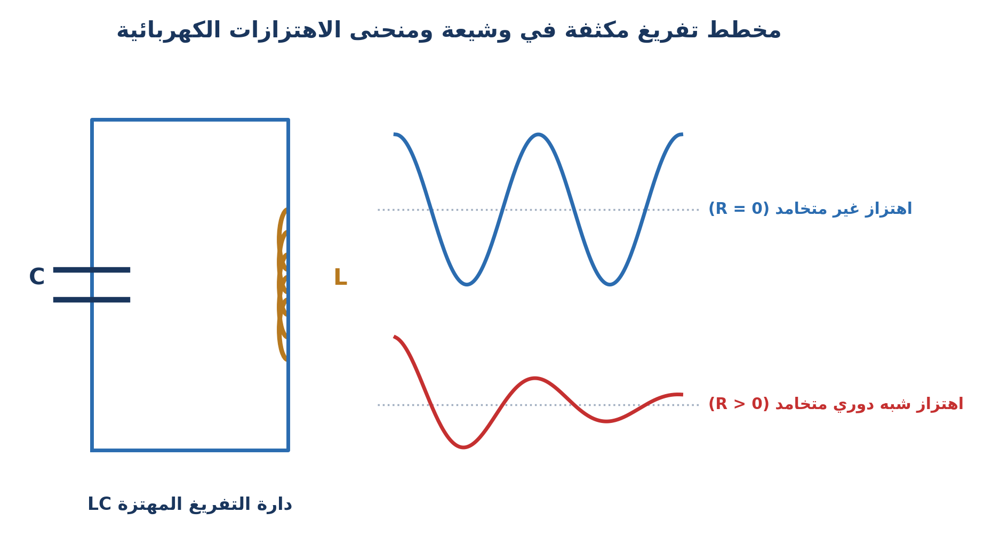 مخطط تفريغ مكثفة في وشيعة ومنحنى الاهتزازات الكهربائية
اهتزاز غير متخامد (R = 0)
C
L
اهتزاز شبه دوري متخامد (R > 0)
دارة التفريغ المهتزة LC